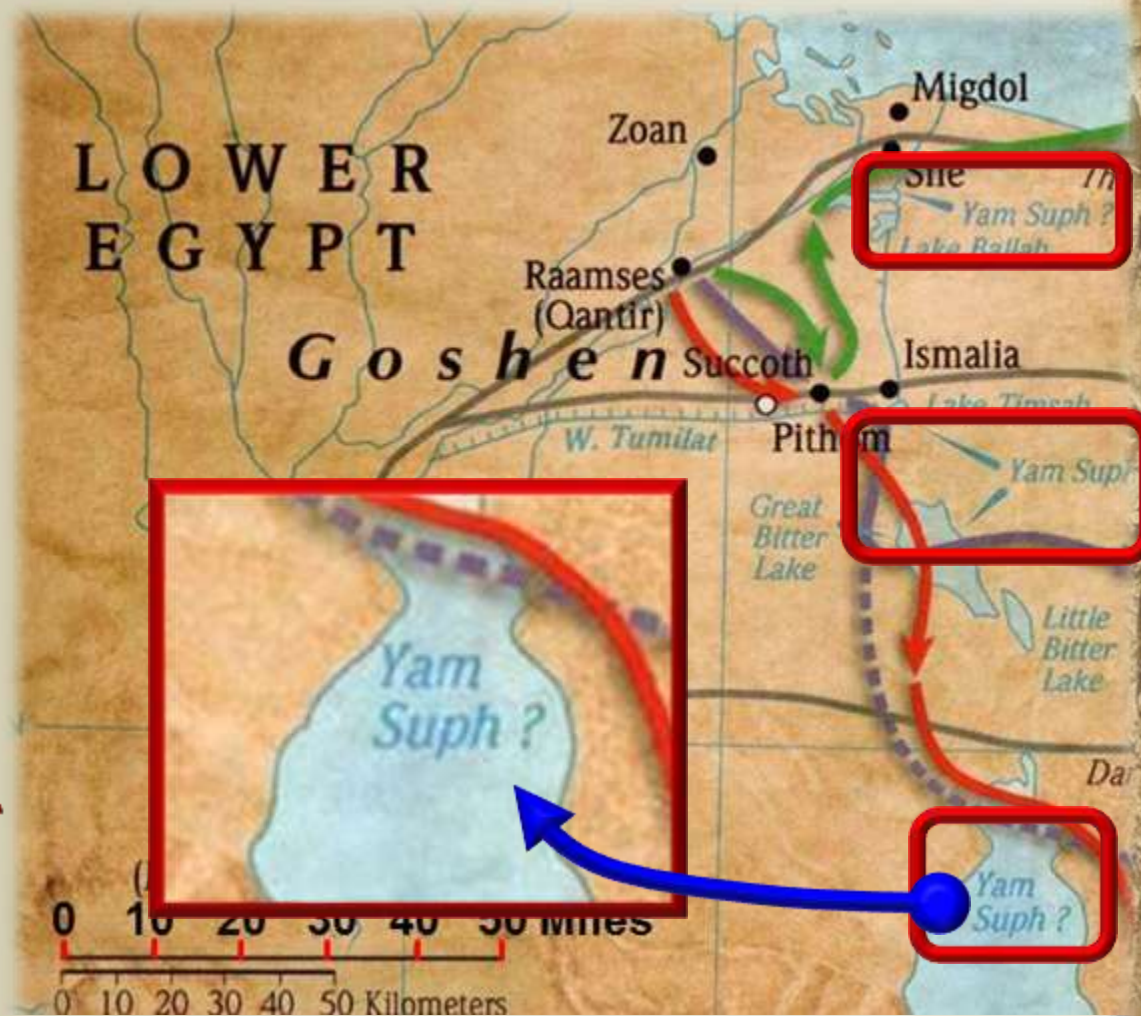 Migdol
Zoan
LOWER
EGYPT
Sile
Th
Yam Suph ?
Lake Ballah
Raamses
(Qantir)
Goshen
Succoth
Ismalia
Lake Timsah
W. Tumilat
Pithom
Yam Suph
Great
Bitter
Lake
Little
Bitter
Lake
Yam
Suph ?
Dar
Yam
Suph ?
0 10 20 30 40 50 Miles
0 10 20 30 40 50 Kilometers